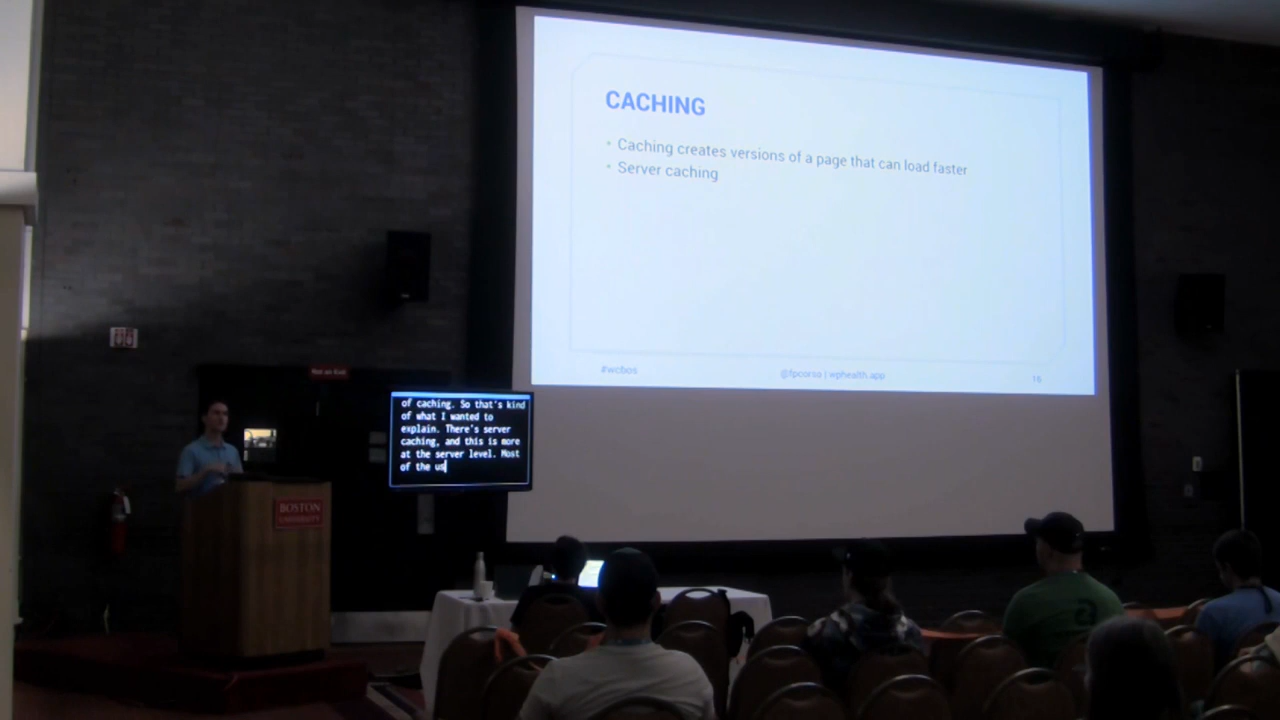 CACHING
• Caching creates versions of a page that can load faster
• Server caching
#wcbos
@fpcorso | wphealth.app
16
of caching. So that's kind
of what I wanted to
explain. There's server
caching, and this is more
at the server level. Most
of the us
BOSTON
UNIVERSITY